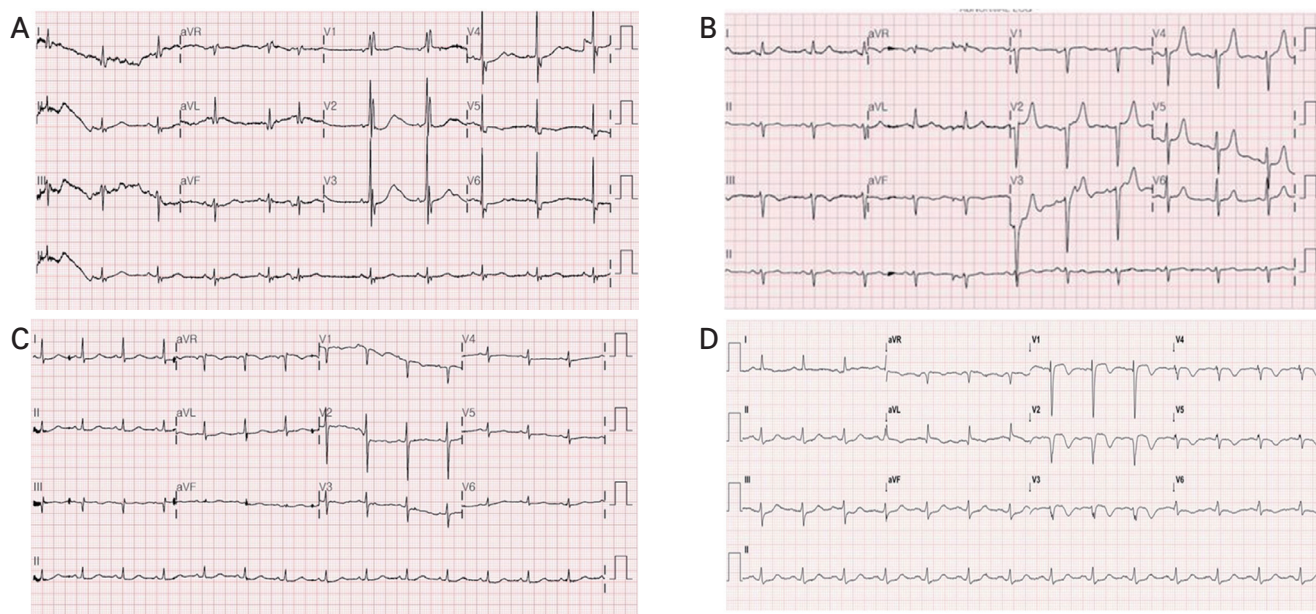 A
I aVR V1 V4
II aVL V2 V5
III aVF V3 V6
II
B
I aVR V1 V4
II aVL V2 V5
III aVF V3 V6
II
C
I aVR V1 V4
II aVL V2 V5
III aVF V3 V6
II
D
I aVR V1 V4
II aVL V2 V5
III aVF V3 V6
II